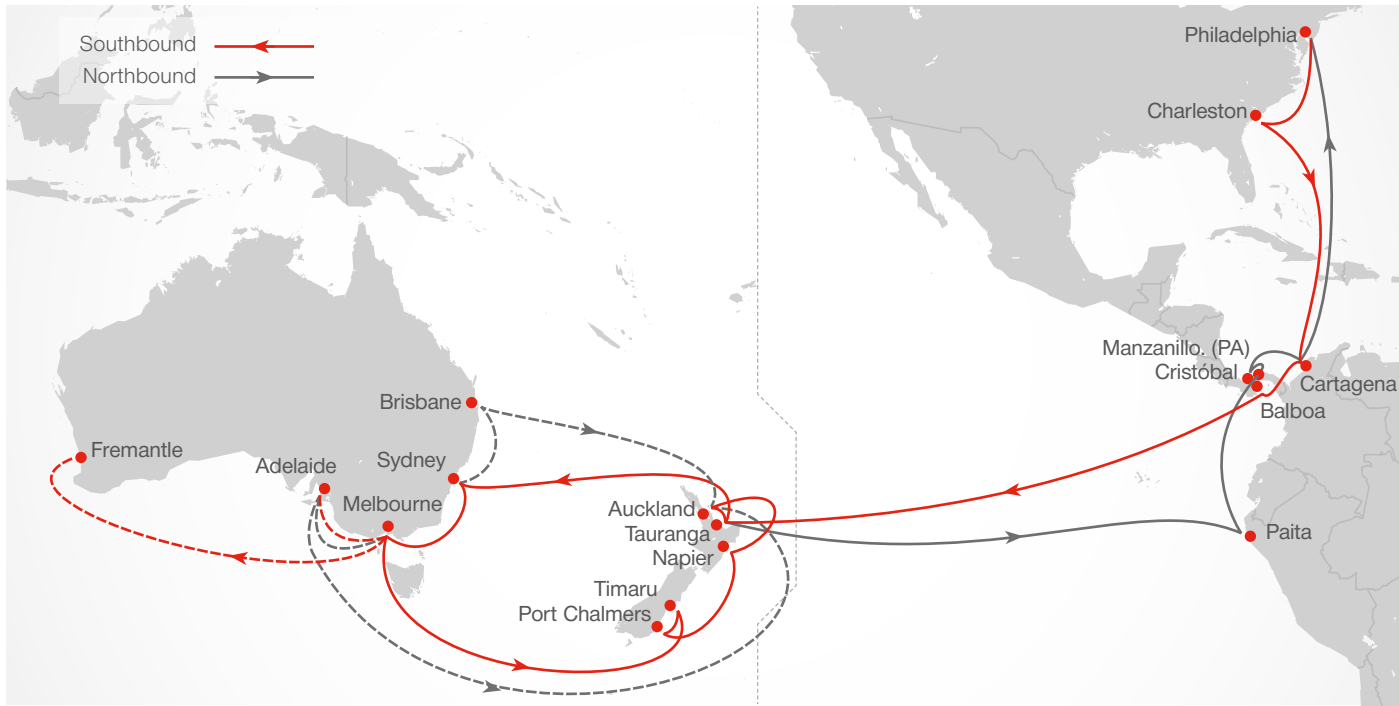 Southbound
Northbound
Philadelphia
Charleston
Manzanillo. (PA)
Cristóbal
Cartagena
Balboa
Brisbane
Fremantle
Adelaide
Sydney
Melbourne
Auckland
Tauranga
Napier
Paita
Timaru
Port Chalmers